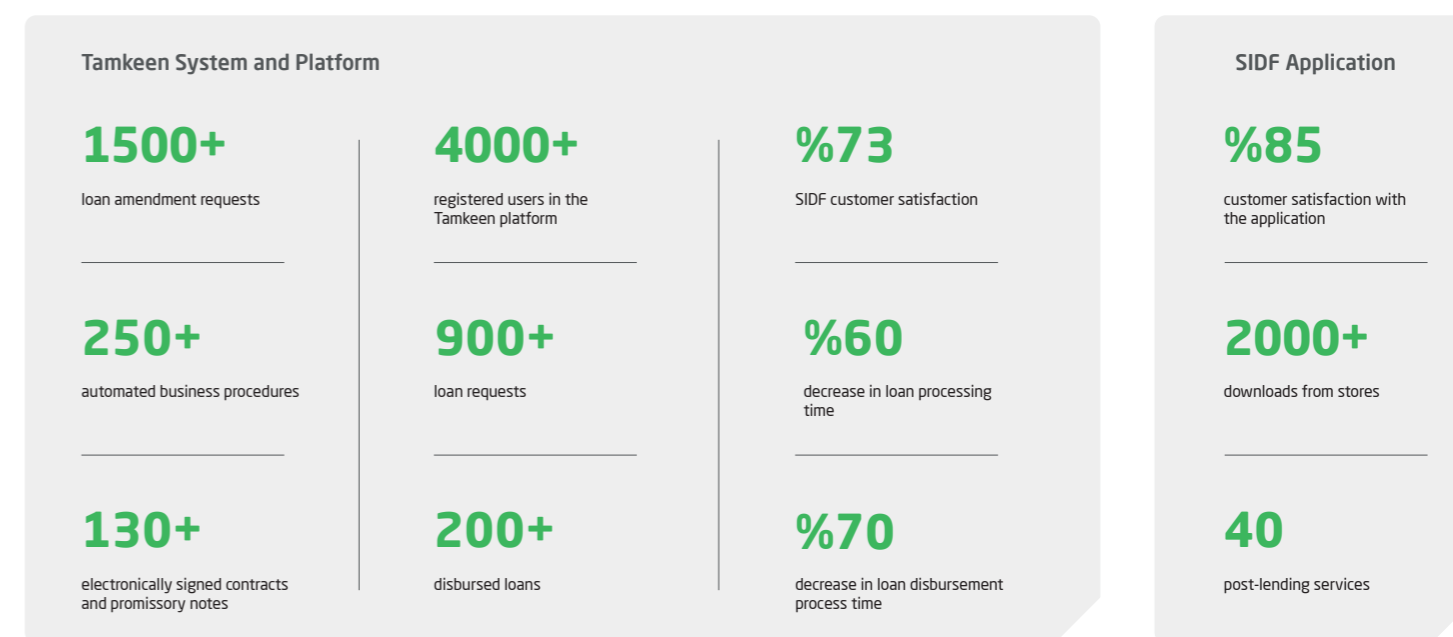 Tamkeen System and Platform
1500+
loan amendment requests
250+
automated business procedures
130+
electronically signed contracts
and promissory notes
4000+
registered users in the
Tamkeen platform
900+
loan requests
200+
disbursed loans
%73
SIDF customer satisfaction
%60
decrease in loan processing
time
%70
decrease in loan disbursement
process time
SIDF Application
%85
customer satisfaction with
the application
2000+
downloads from stores
40
post-lending services